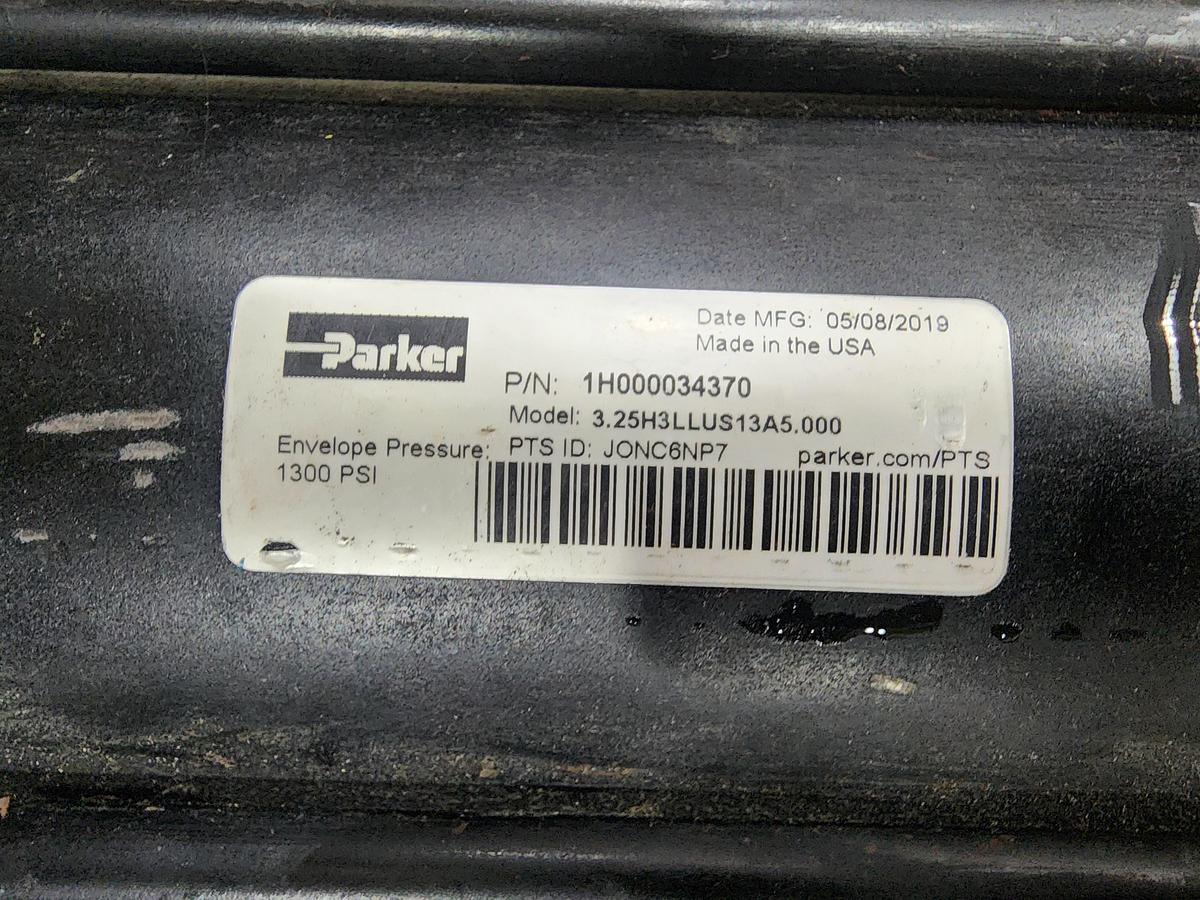 Parker
Date MFG: 05/08/2019
Made in the USA
P/N: 1H000034370
Model: 3.25H3LLUS13A5.000
Envelope Pressure: PTS ID: JONC6NP7 parker.com/PTS
1300 PSI